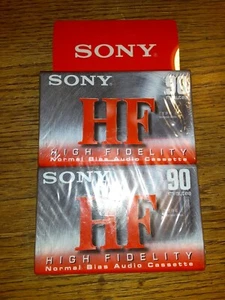 SONY
SONY 90
HF
HIGH FIDELITY
Normal Bias Audio Cassette
SONY 90
HF
HIGH FIDELITY
Normal Bias Audio Cassette